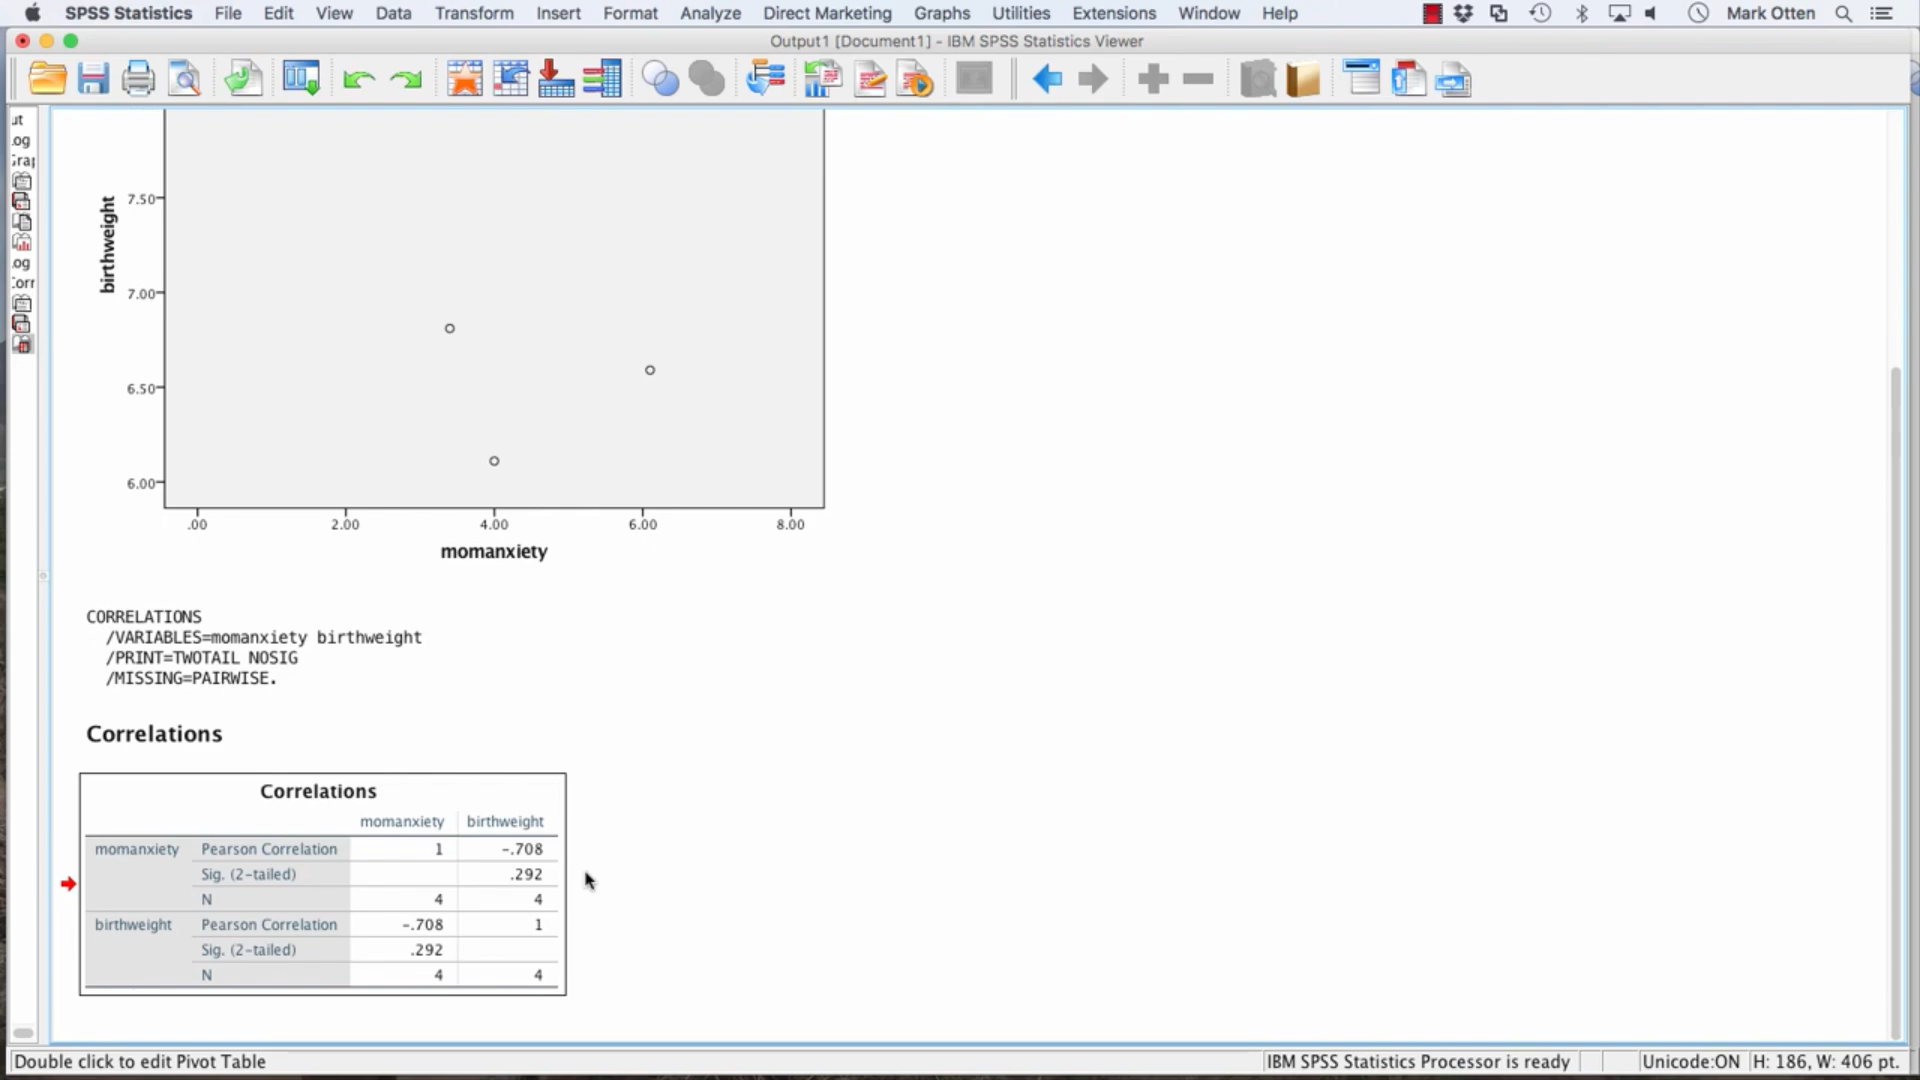 SPSS Statistics File Edit View Data Transform Insert Format Analyze Direct Marketing Graphs Utilities Extensions Window Help Mark Otten
Output1 [Document1] - IBM SPSS Statistics Viewer
birthweight
7.50
7.00
6.50
6.00
.00 2.00 4.00 6.00 8.00
momanxiety
CORRELATIONS
/VARIABLES=momanxiety birthweight
/PRINT=TWOTAIL NOSIG
/MISSING=PAIRWISE.
Correlations
Correlations
momanxiety birthweight
momanxiety Pearson Correlation 1 -.708
Sig. (2-tailed) .292
N 4 4
birthweight Pearson Correlation -.708 1
Sig. (2-tailed) .292
N 4 4
Double click to edit Pivot Table IBM SPSS Statistics Processor is ready Unicode:ON H: 186, W: 406 pt.